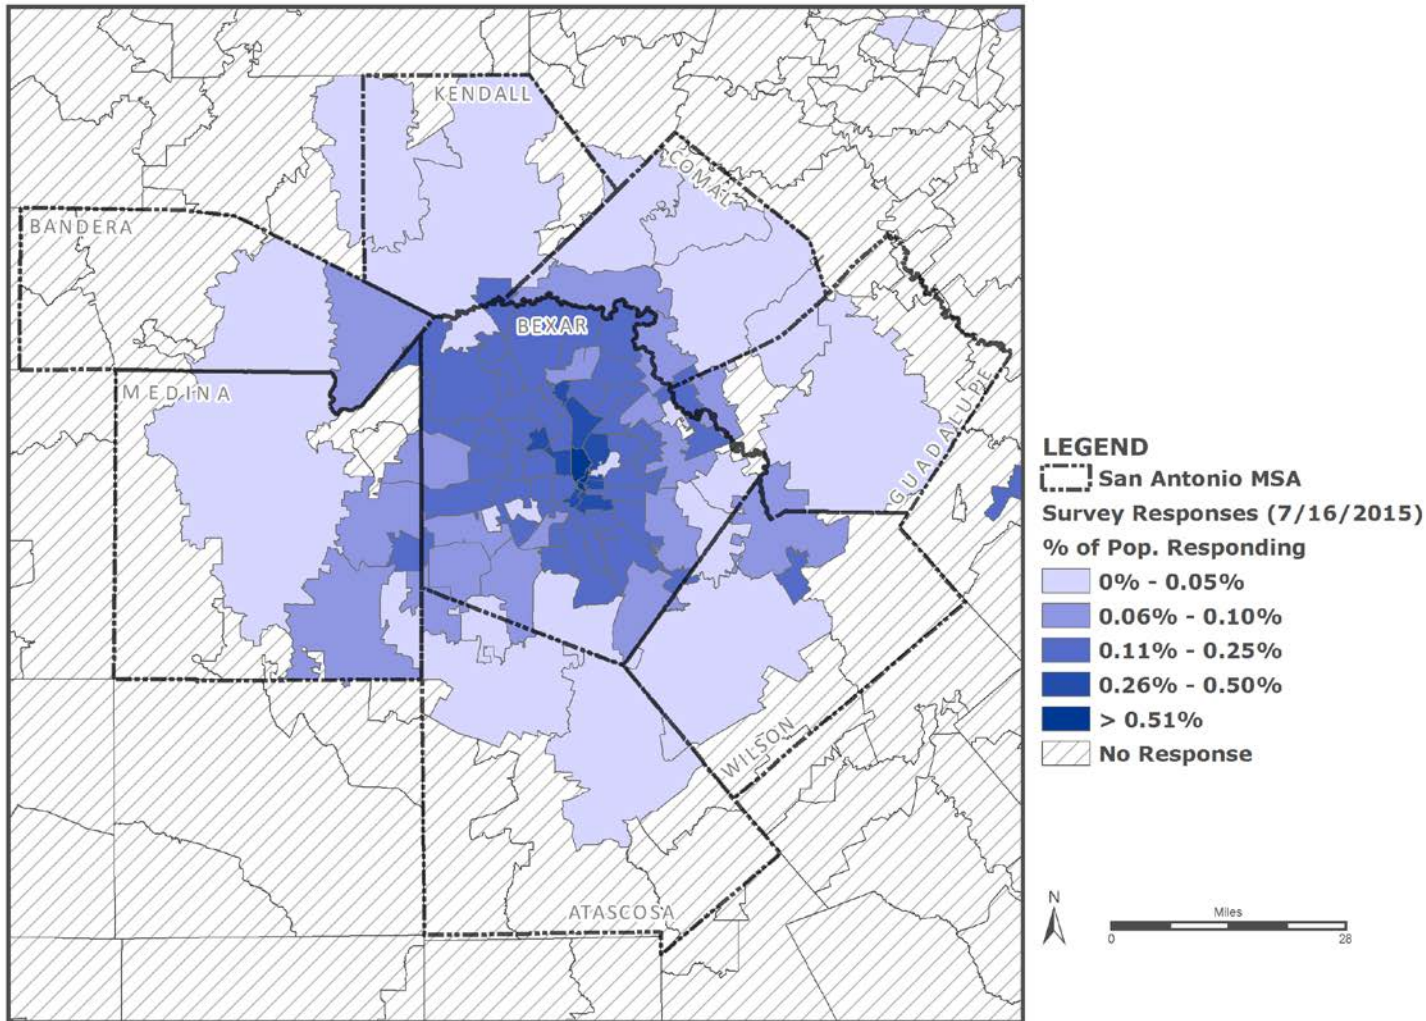 KENDALL
COMAL
BANDERA
BEXAR
MEDINA
GUADALUPE
WILSON
ATASCOSA
LEGEND
San Antonio MSA
Survey Responses (7/16/2015)
% of Pop. Responding
0% - 0.05%
0.06% - 0.10%
0.11% - 0.25%
0.26% - 0.50%
> 0.51%
No Response
N
Miles
0 28